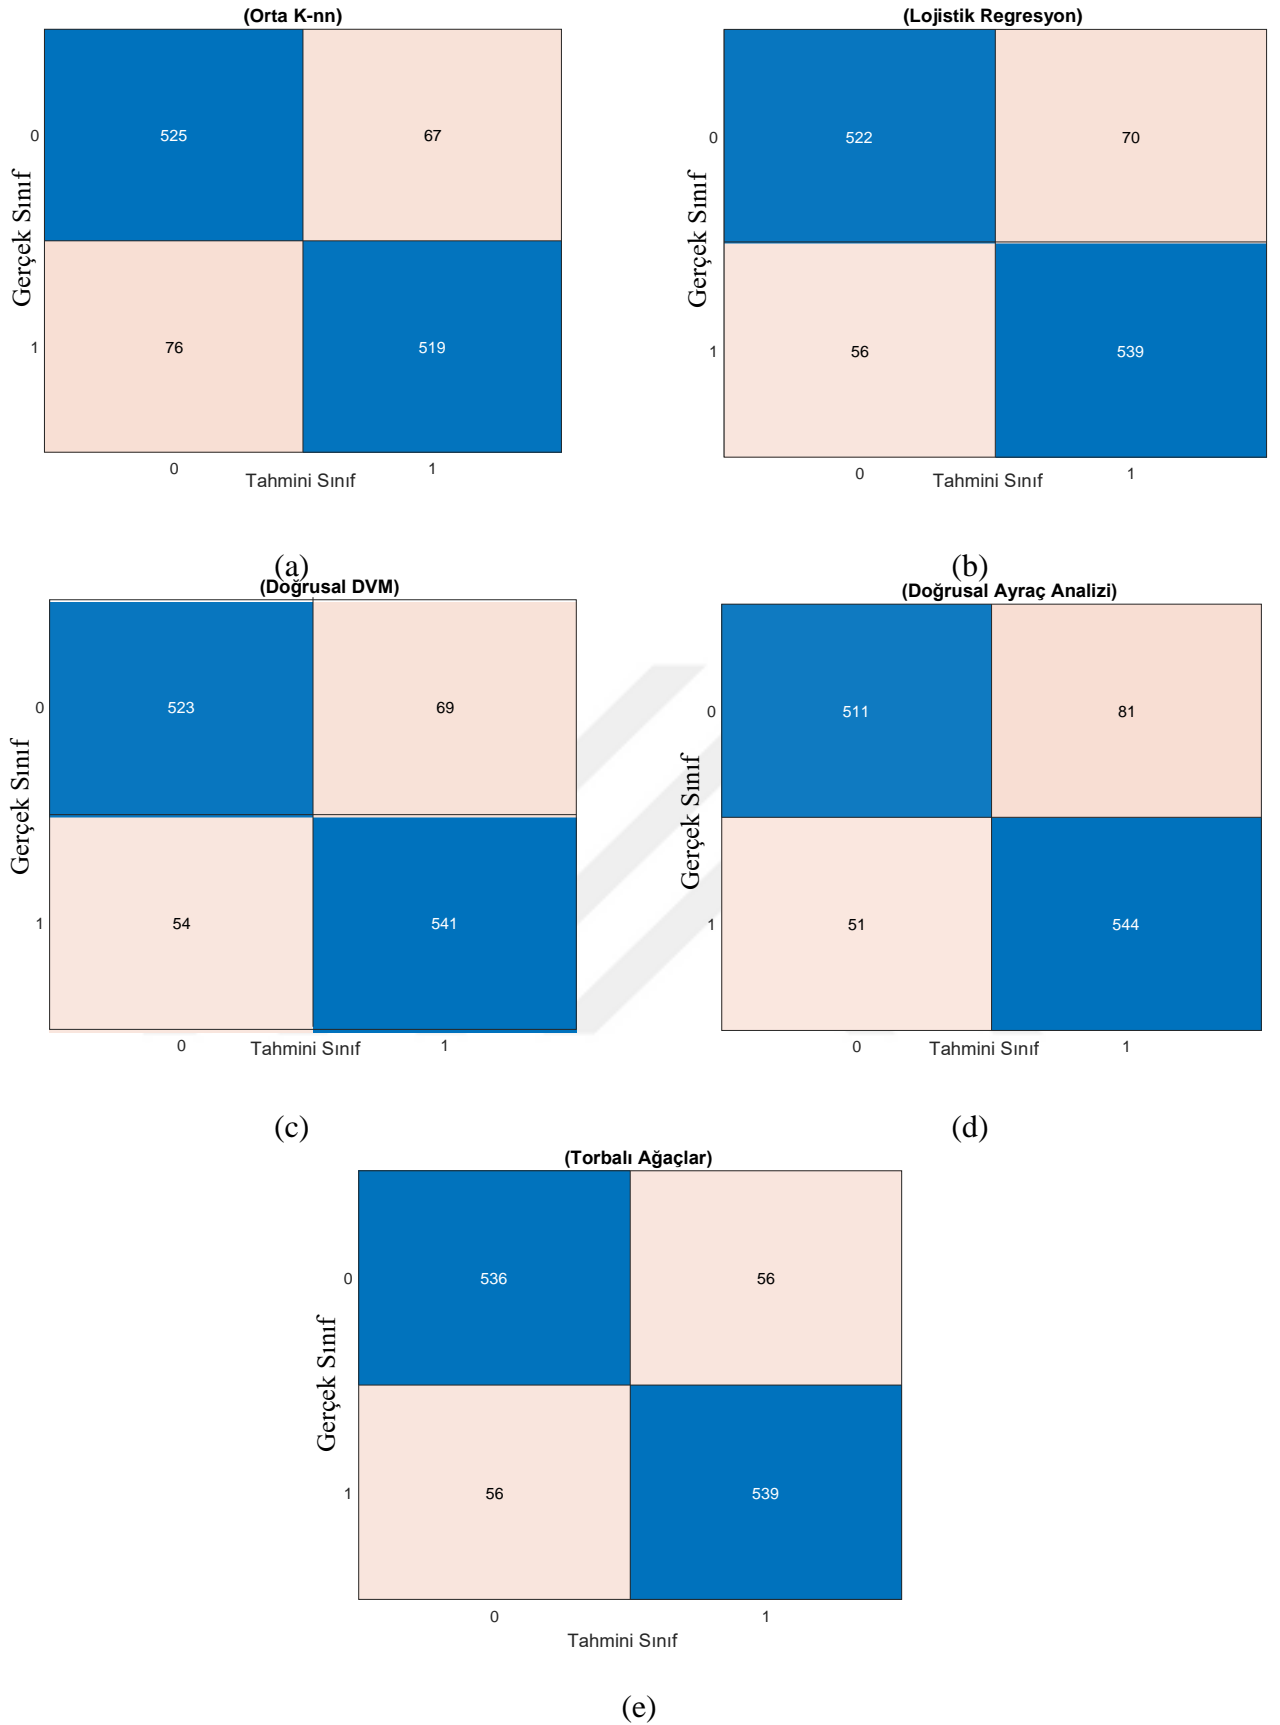 (Orta K-nn)
Gerçek Sınıf
0
525
67
1
76
519
0
1
Tahmini Sınıf
(a)
(Lojistik Regresyon)
Gerçek Sınıf
0
522
70
1
56
539
0
1
Tahmini Sınıf
(b)
(Doğrusal DVM)
Gerçek Sınıf
0
523
69
1
54
541
0
Tahmini Sınıf
1
(c)
(Doğrusal Ayraç Analizi)
Gerçek Sınıf
0
511
81
1
51
544
0
Tahmini Sınıf
1
(d)
(Torbalı Ağaçlar)
Gerçek Sınıf
0
536
56
1
56
539
0
1
Tahmini Sınıf
(e)